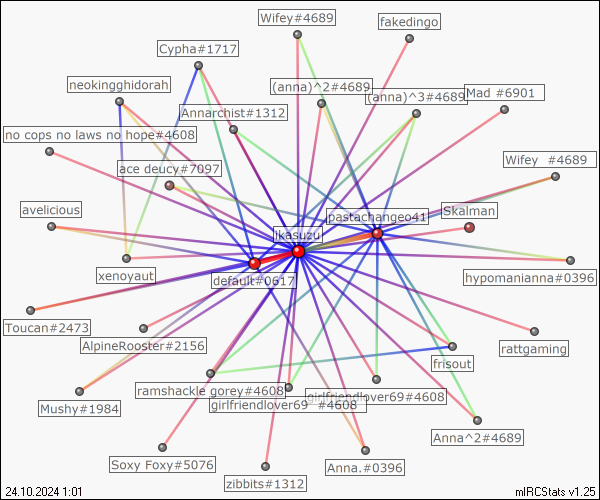 Wifey#4689
fakedingo
Cypha#1717
neokingghidorah
(anna)^2#4689
(anna)^3#4689
Mad #6901
Annarchist#1312
no cops no laws no hope#4608
Wifey #4689
ace deucy#7097
avelicious
pastachangeo41
Skalman
jkasuzu
xenoyaut
default#0617
hypomanianna#0396
Toucan#2473
AlpineRooster#2156
rattgaming
frisout
ramshackle gorey#4608
girlfriendlover69#4608
Mushy#1984
girlfriendlover69 #4608
Anna^2#4689
Soxy Foxy#5076
Anna.#0396
zibbits#1312
24.10.2024 1:01
mIRCStats v1.25